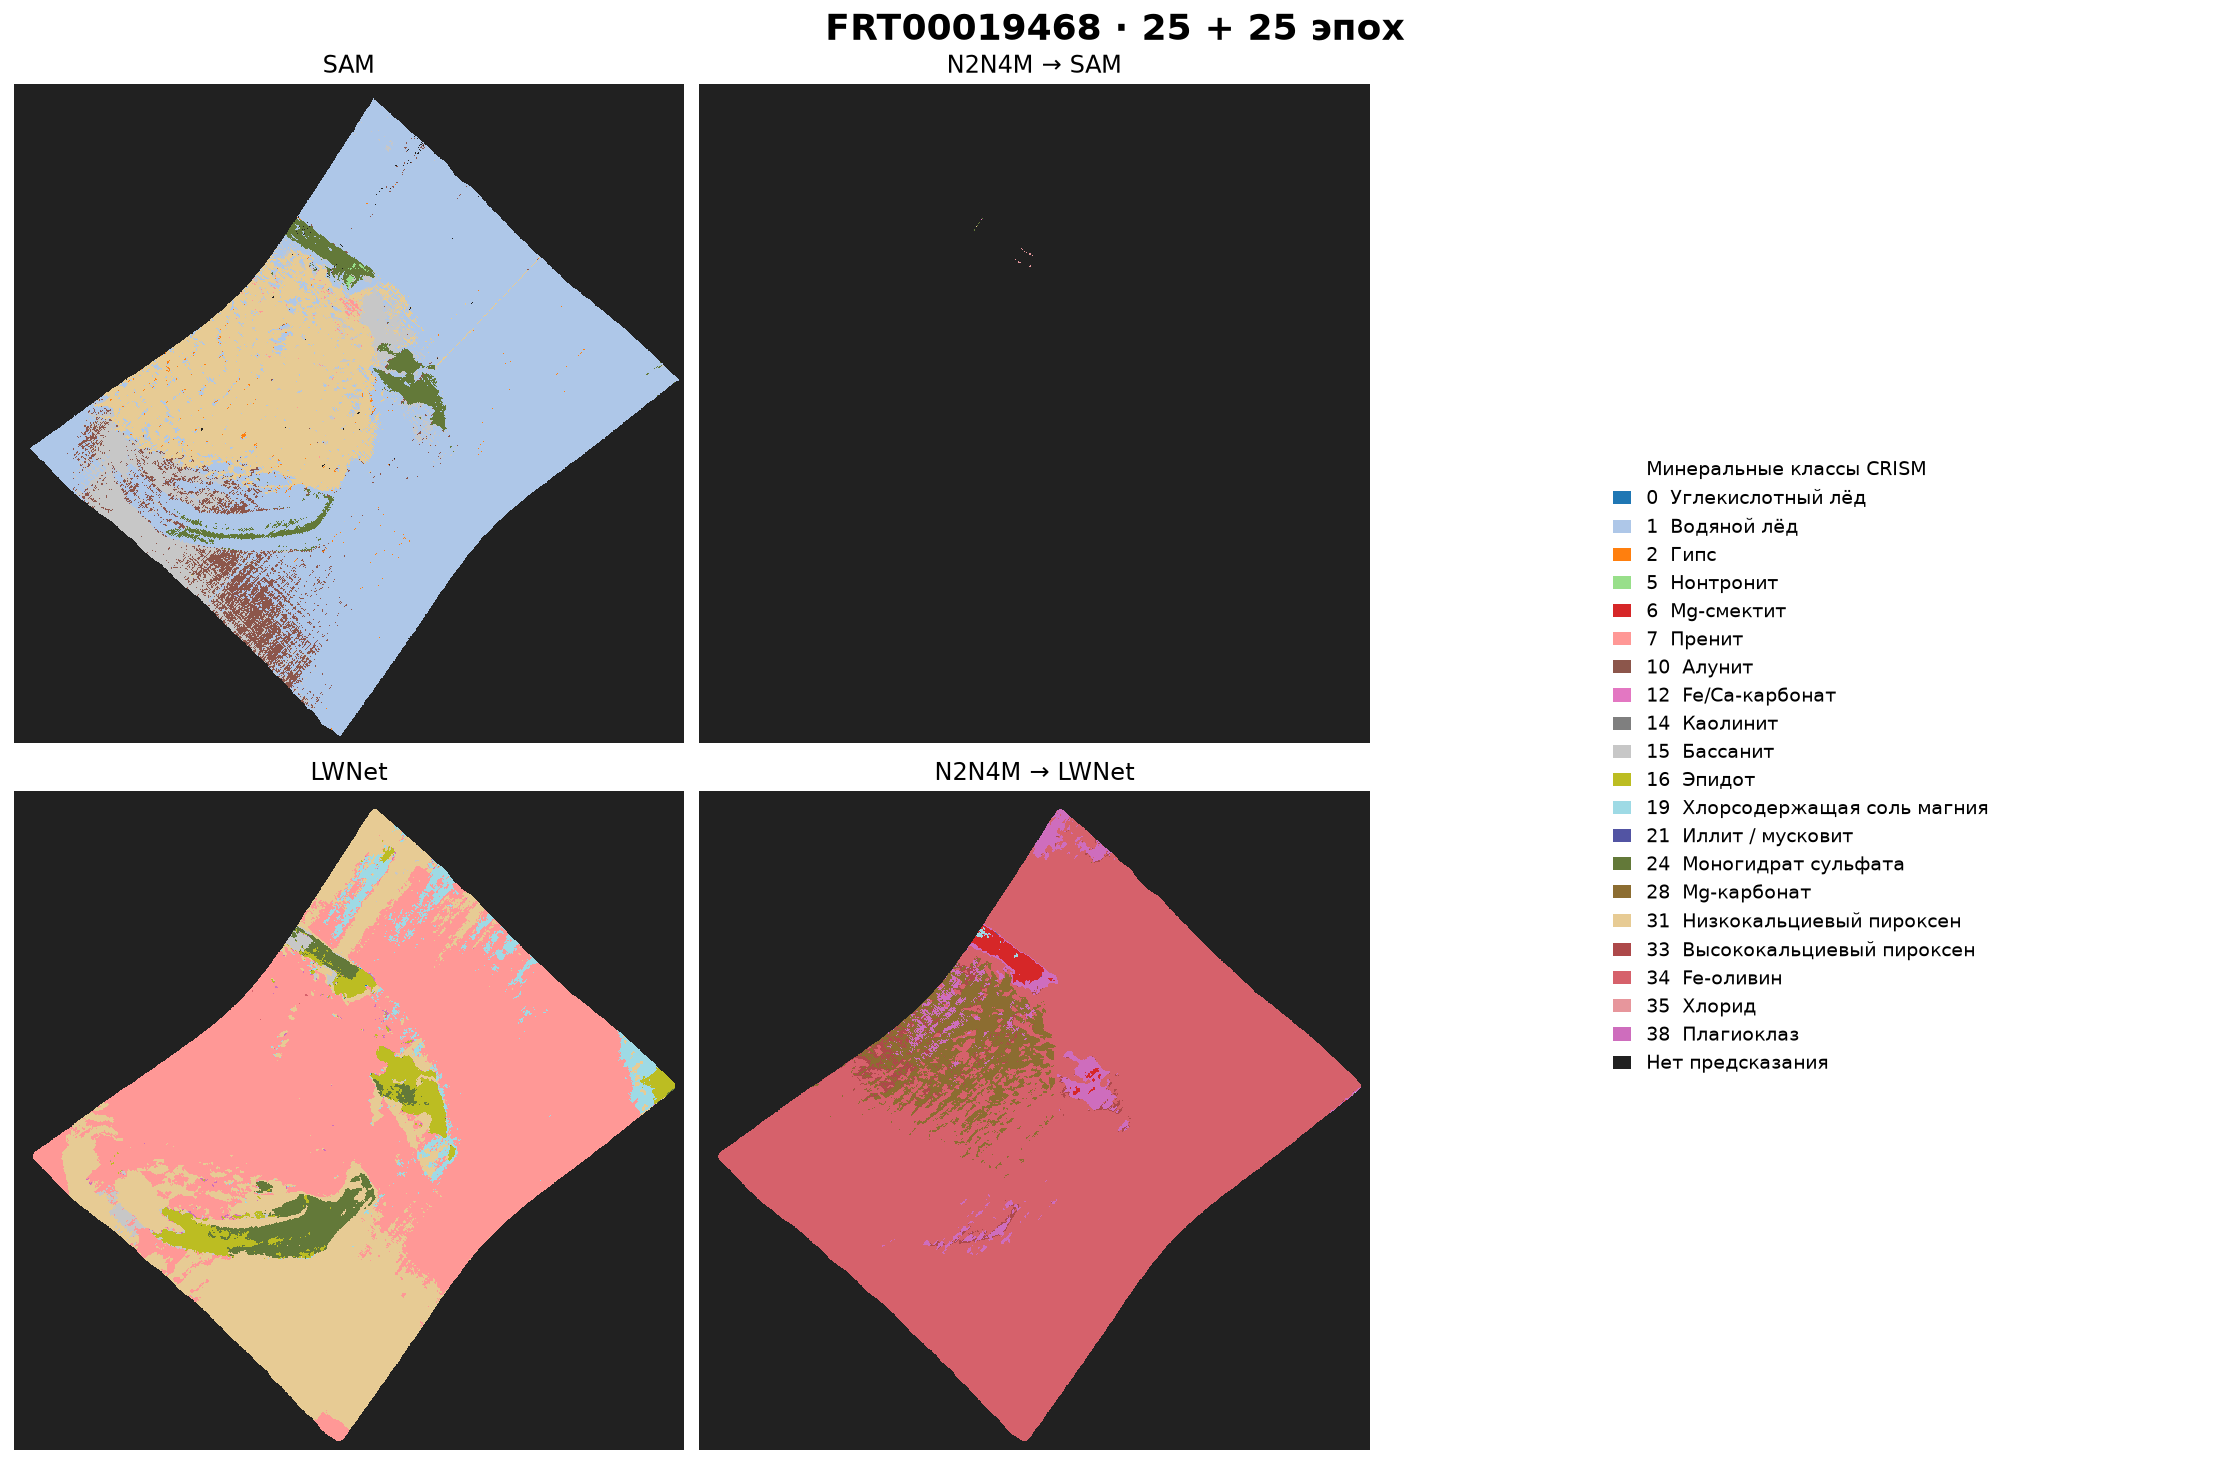 FRT00019468 · 25 + 25 эпох
SAM
N2N4M → SAM
LWNet
N2N4M → LWNet
Минеральные классы CRISM
0 Углекислотный лёд
1 Водяной лёд
2 Гипс
5 Нонтронит
6 Mg-смектит
7 Пренит
10 Алунит
12 Fe/Ca-карбонат
14 Каолинит
15 Бассанит
16 Эпидот
19 Хлорсодержащая соль магния
21 Иллит / мусковит
24 Моногидрат сульфата
28 Mg-карбонат
31 Низкокальциевый пироксен
33 Высококальциевый пироксен
34 Fe-оливин
35 Хлорид
38 Плагиоклаз
Нет предсказания